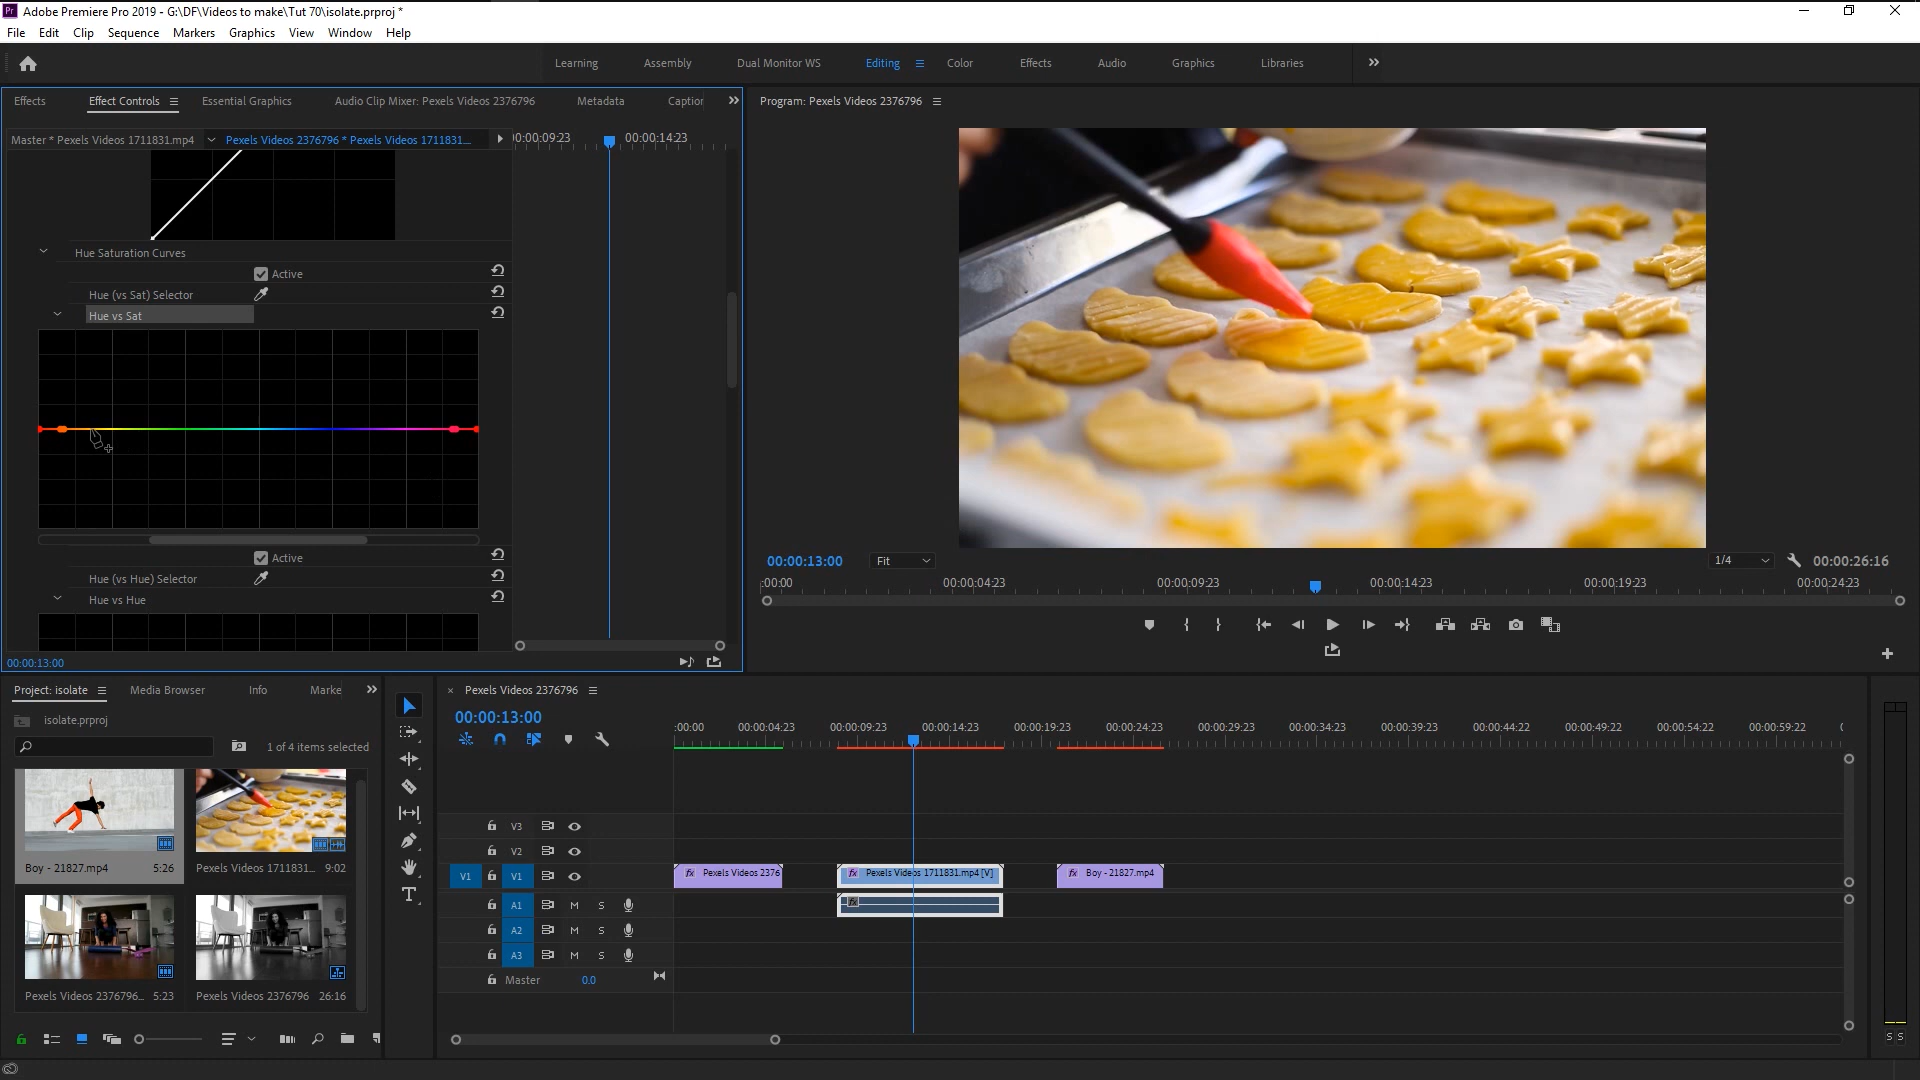 Pr Adobe Premiere Pro 2019 - G:\DF\Videos to make\Tut 70\isolate.prproj *
File Edit Clip Sequence Markers Graphics View Window Help
Learning Assembly Dual Monitor WS Editing Color Effects Audio Graphics Libraries
Effects Effect Controls Essential Graphics Audio Clip Mixer: Pexels Videos 2376796 Metadata Caption
Program: Pexels Videos 2376796
Master * Pexels Videos 1711831.mp4 Pexels Videos 2376796 * Pexels Videos 1711831... 00:00:09:23 00:00:14:23
Hue Saturation Curves
Active
Hue (vs Sat) Selector
Hue vs Sat
Active
Hue (vs Hue) Selector
Hue vs Hue
00:00:13:00
00:00:13:00 Fit 1/4 00:00:26:16
:00:00 00:00:04:23 00:00:09:23 00:00:14:23 00:00:19:23 00:00:24:23
Project: isolate Media Browser Info Marke
isolate.prproj
1 of 4 items selected
Boy - 21827.mp4 5:26
Pexels Videos 1711831... 9:02
Pexels Videos 2376796... 5:23
Pexels Videos 2376796 26:16
× Pexels Videos 2376796
00:00:13:00
:00:00 00:00:04:23 00:00:09:23 00:00:14:23 00:00:19:23 00:00:24:23 00:00:29:23 00:00:34:23 00:00:39:23 00:00:44:22 00:00:49:22 00:00:54:22 00:00:59:22
V3
V2
V1 V1 fx Pexels Videos 2376 fx Pexels Videos 1711831.mp4 [V] fx Boy - 21827.mp4
A1 M S fx
A2 M S
A3 M S
Master 0.0
S S